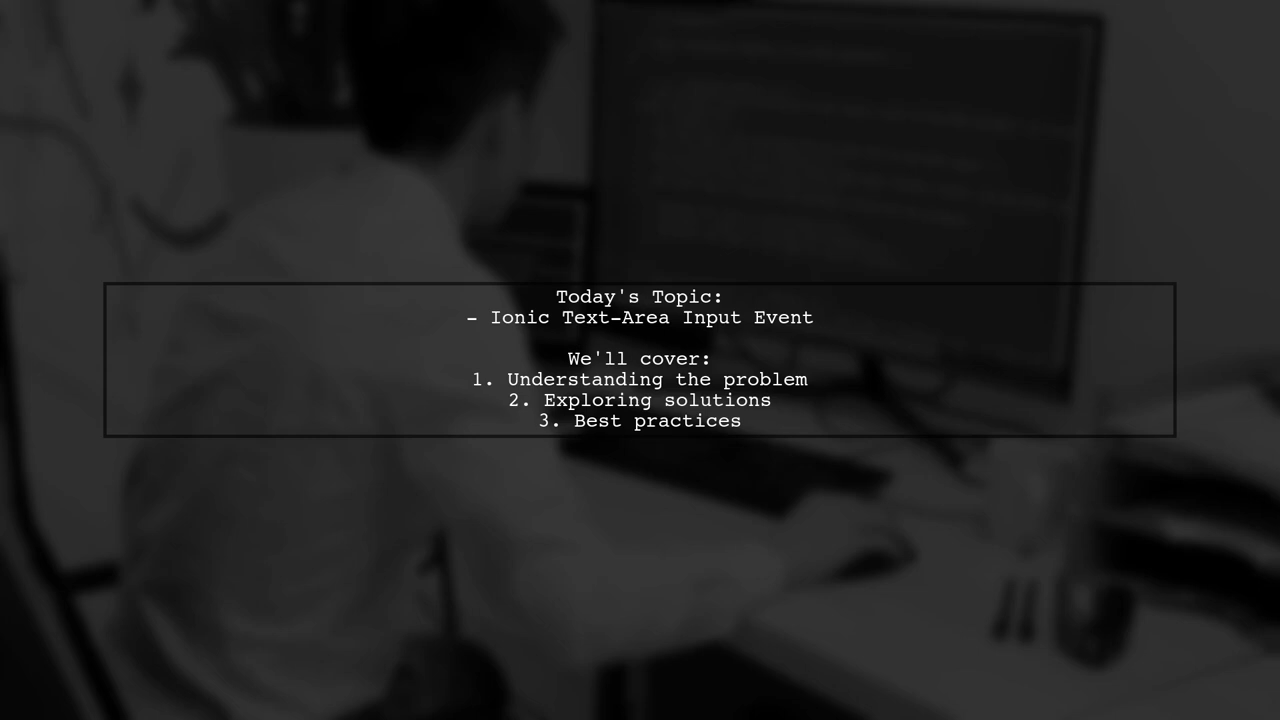 Today's Topic:
- Ionic Text-Area Input Event
We'll cover:
1. Understanding the problem
2. Exploring solutions
3. Best practices